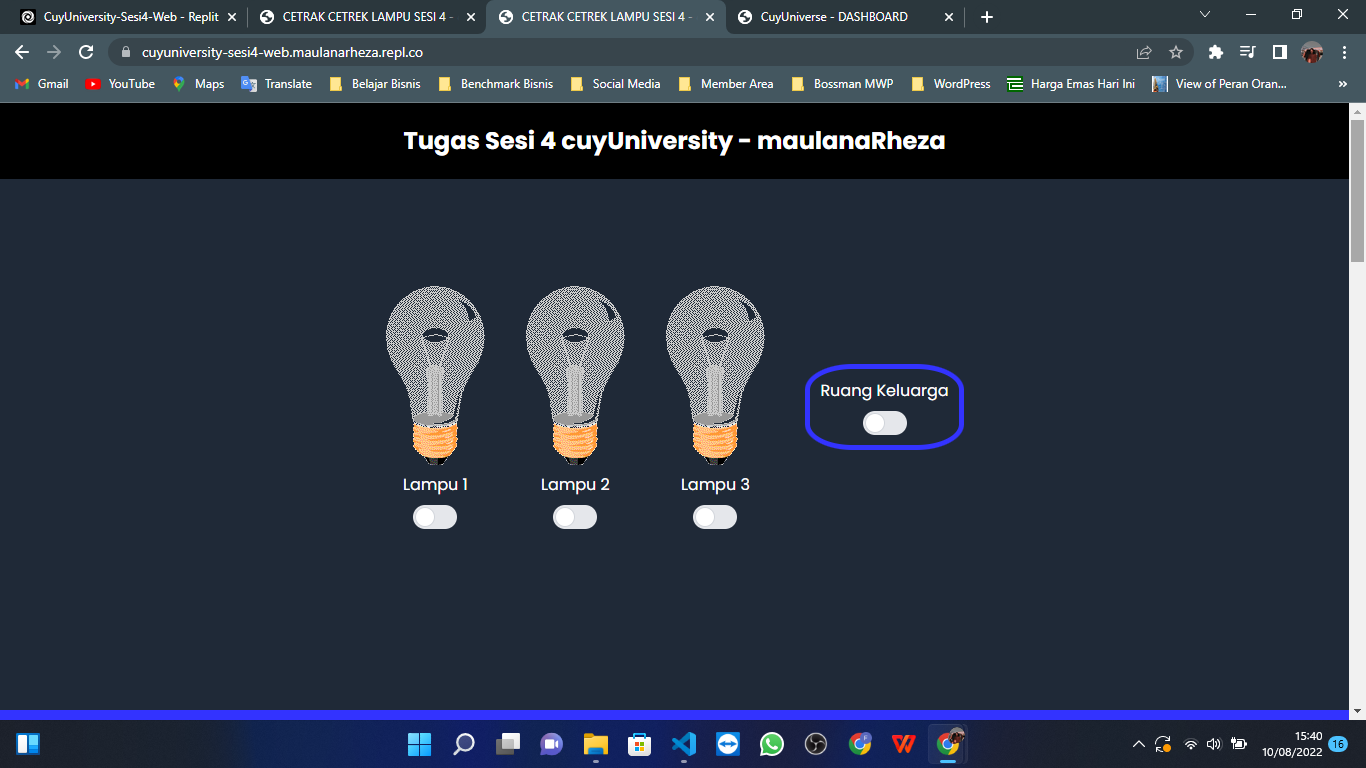 CuyUniversity-Sesi4-Web - Replit
CETRAK CETREK LAMPU SESI 4 -
CETRAK CETREK LAMPU SESI 4 -
CuyUniverse - DASHBOARD
cuyuniversity-sesi4-web.maulanarheza.repl.co
Gmail
YouTube
Maps
Translate
Belajar Bisnis
Benchmark Bisnis
Social Media
Member Area
Bossman MWP
WordPress
Harga Emas Hari Ini
View of Peran Oran...
Tugas Sesi 4 cuyUniversity - maulanaRheza
Ruang Keluarga
Lampu 1
Lampu 2
Lampu 3
15:40
10/08/2022
16